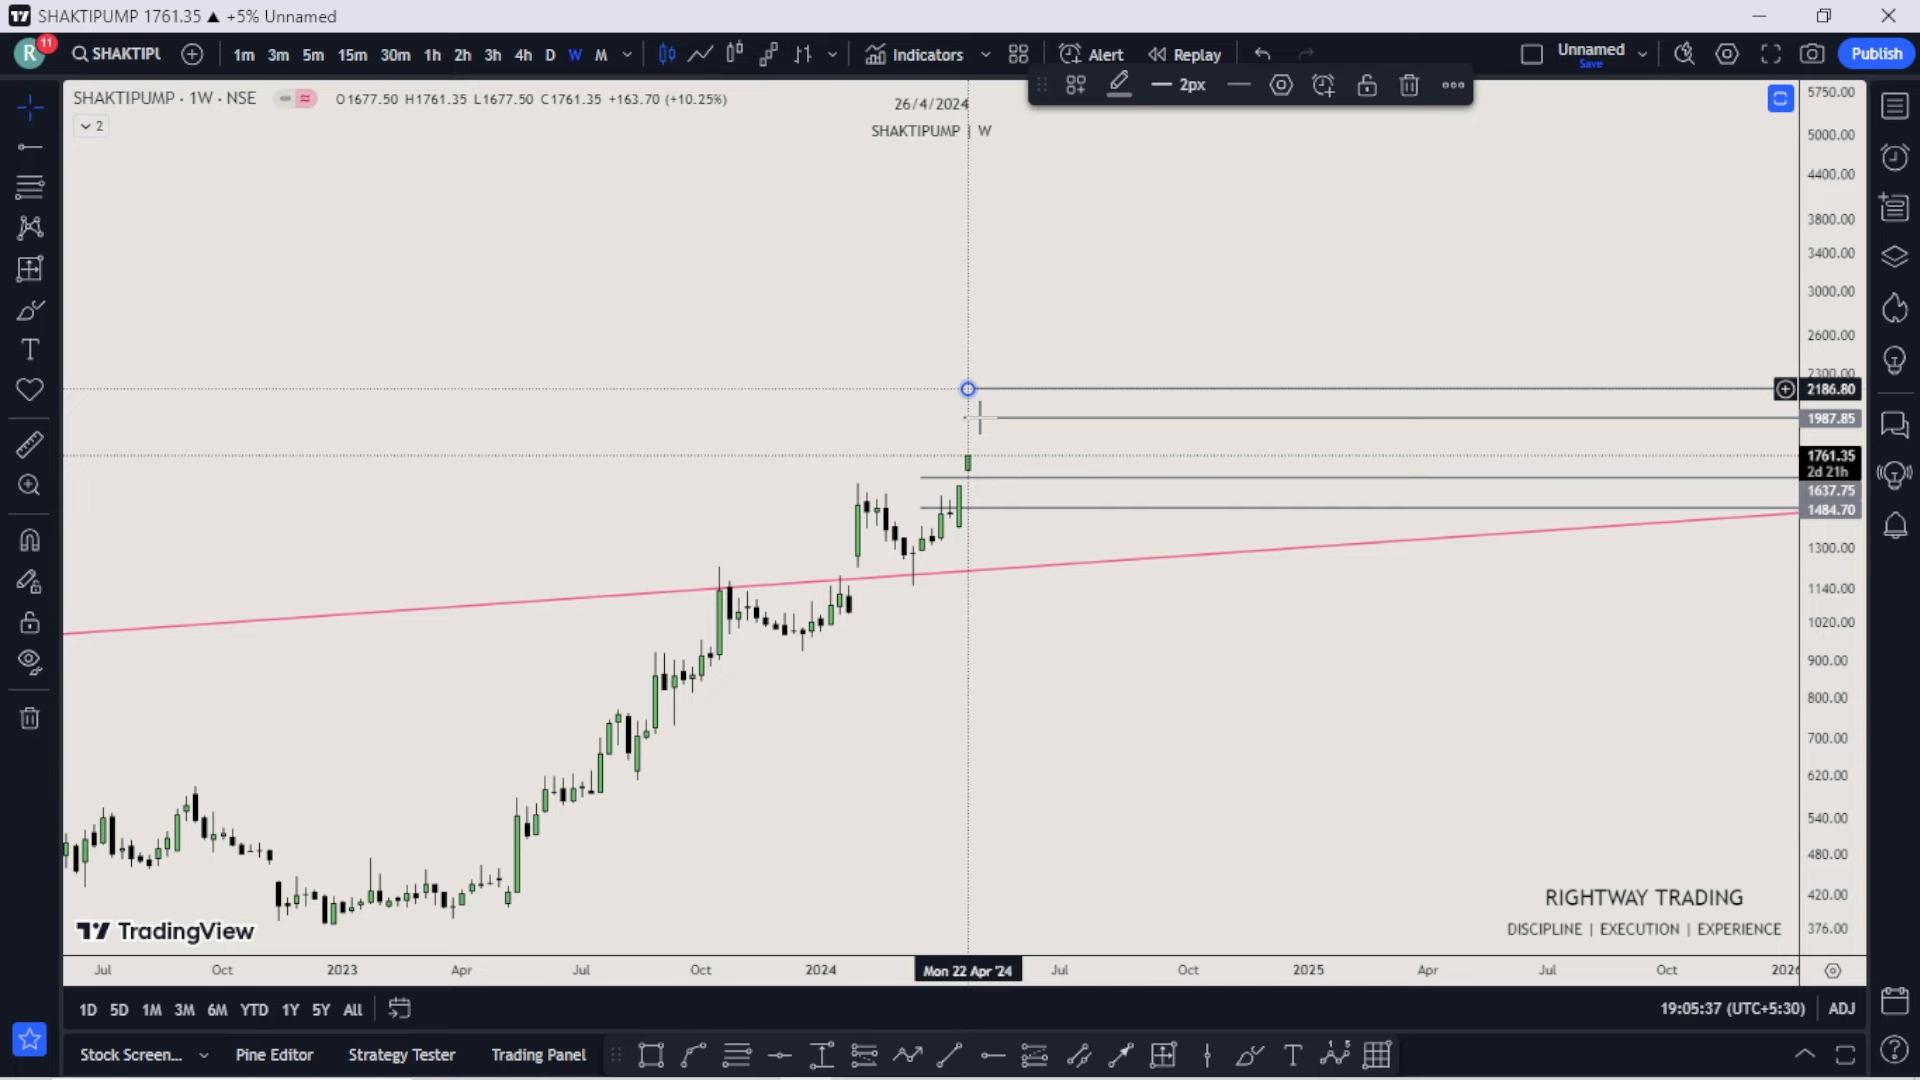 SHAKTIPUMP 1761.35 ▲ +5% Unnamed
R 11 SHAKTIPL 1m 3m 5m 15m 30m 1h 2h 3h 4h D W M Indicators Alert Replay Unnamed Save Publish
2px
SHAKTIPUMP · 1W · NSE O1677.50 H1761.35 L1677.50 C1761.35 +163.70 (+10.25%)
2
26/4/2024
SHAKTIPUMP | W
5750.00
5000.00
4400.00
3800.00
3400.00
3000.00
2600.00
2300.00
2186.80
1987.85
1761.35
2d 21h
1637.75
1484.70
1300.00
1140.00
1020.00
900.00
800.00
700.00
620.00
540.00
480.00
420.00
376.00
RIGHTWAY TRADING
DISCIPLINE | EXECUTION | EXPERIENCE
TradingView
Jul Oct 2023 Apr Jul Oct 2024 Mon 22 Apr '24 Jul Oct 2025 Apr Jul Oct 2026
1D 5D 1M 3M 6M YTD 1Y 5Y All 19:05:37 (UTC+5:30) ADJ
Stock Screen... Pine Editor Strategy Tester Trading Panel